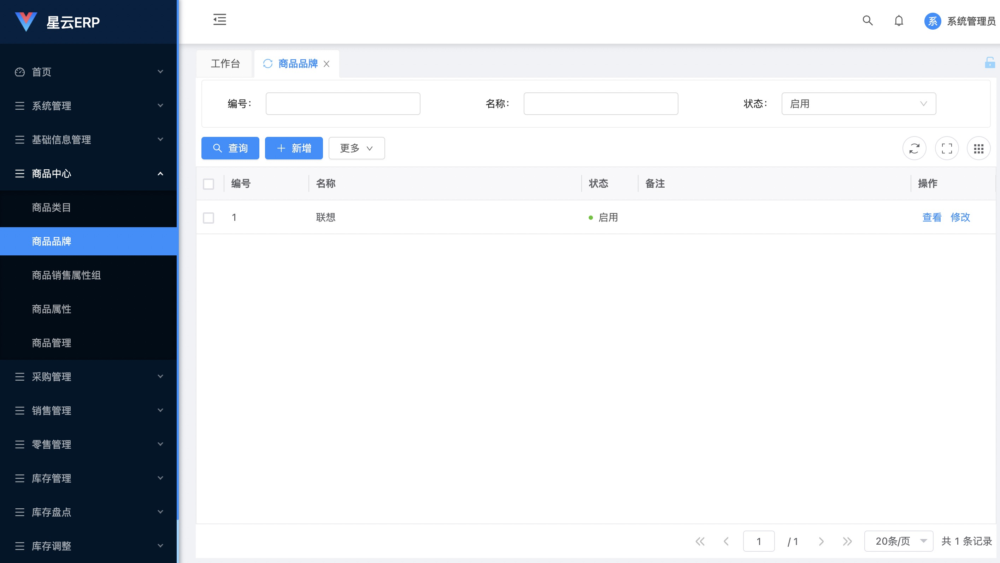 星云ERP
系统管理员
首页
系统管理
基础信息管理
商品中心
商品类目
商品品牌
商品销售属性组
商品属性
商品管理
采购管理
销售管理
零售管理
库存管理
库存盘点
库存调整
工作台
商品品牌
编号：
名称：
状态：
启用
查询
新增
更多
编号 名称 状态 备注 操作
1 联想 启用 查看 修改
1 / 1 20条/页 共 1 条记录
系